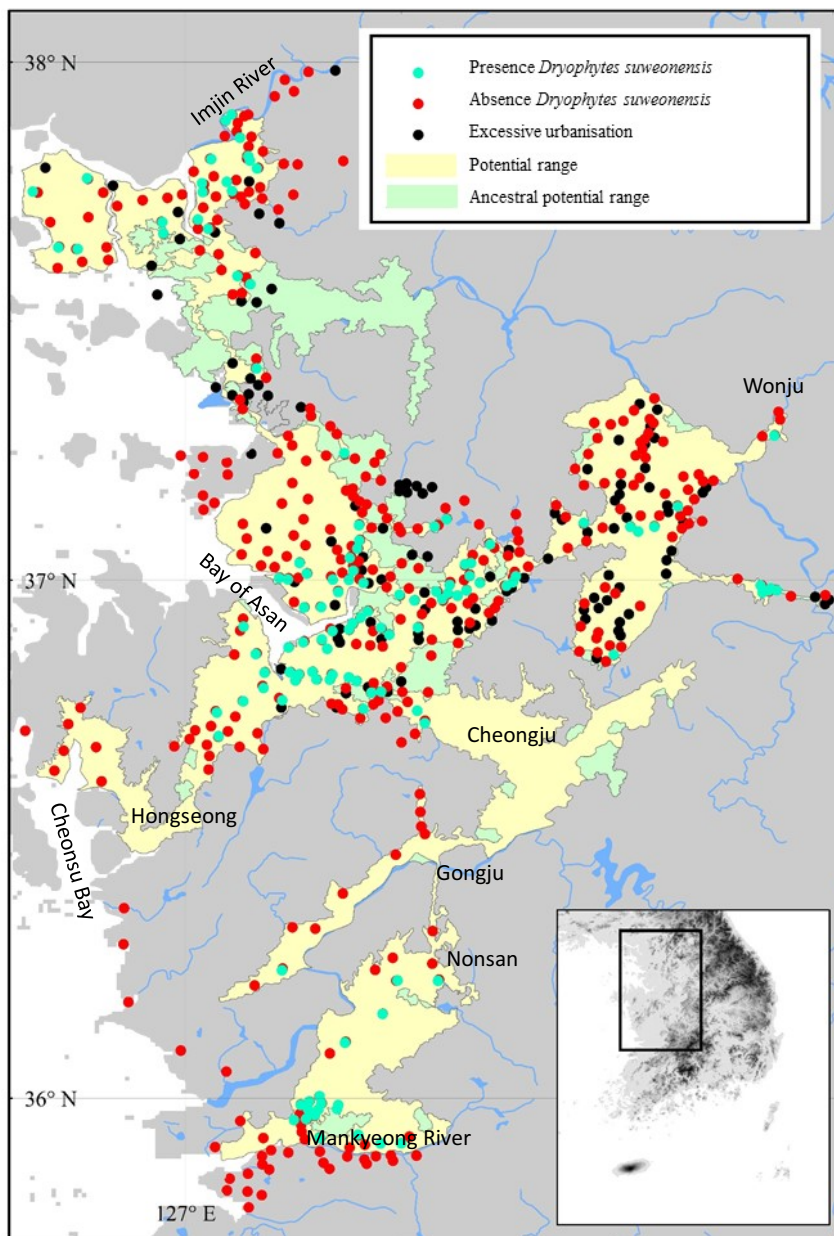 38° N
Imjin River
Presence Dryophytes suweonensis
Absence Dryophytes suweonensis
Excessive urbanisation
Potential range
Ancestral potential range
Wonju
37° N
Bay of Asan
Cheongju
Hongseong
Cheonsu Bay
Gongju
Nonsan
36° N
Mankyeong River
127° E